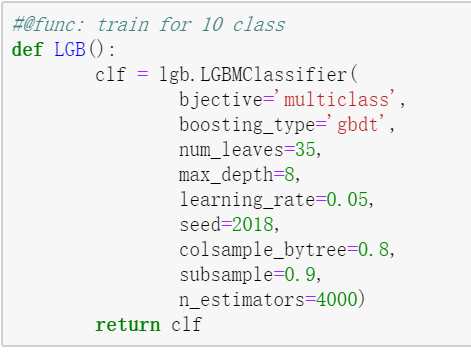 #@func: train for 10 class
def LGB():
        clf = lgb.LGBMClassifier(
                bjective='multiclass',
                boosting_type='gbdt',
                num_leaves=35,
                max_depth=8,
                learning_rate=0.05,
                seed=2018,
                colsample_bytree=0.8,
                subsample=0.9,
                n_estimators=4000)
        return clf